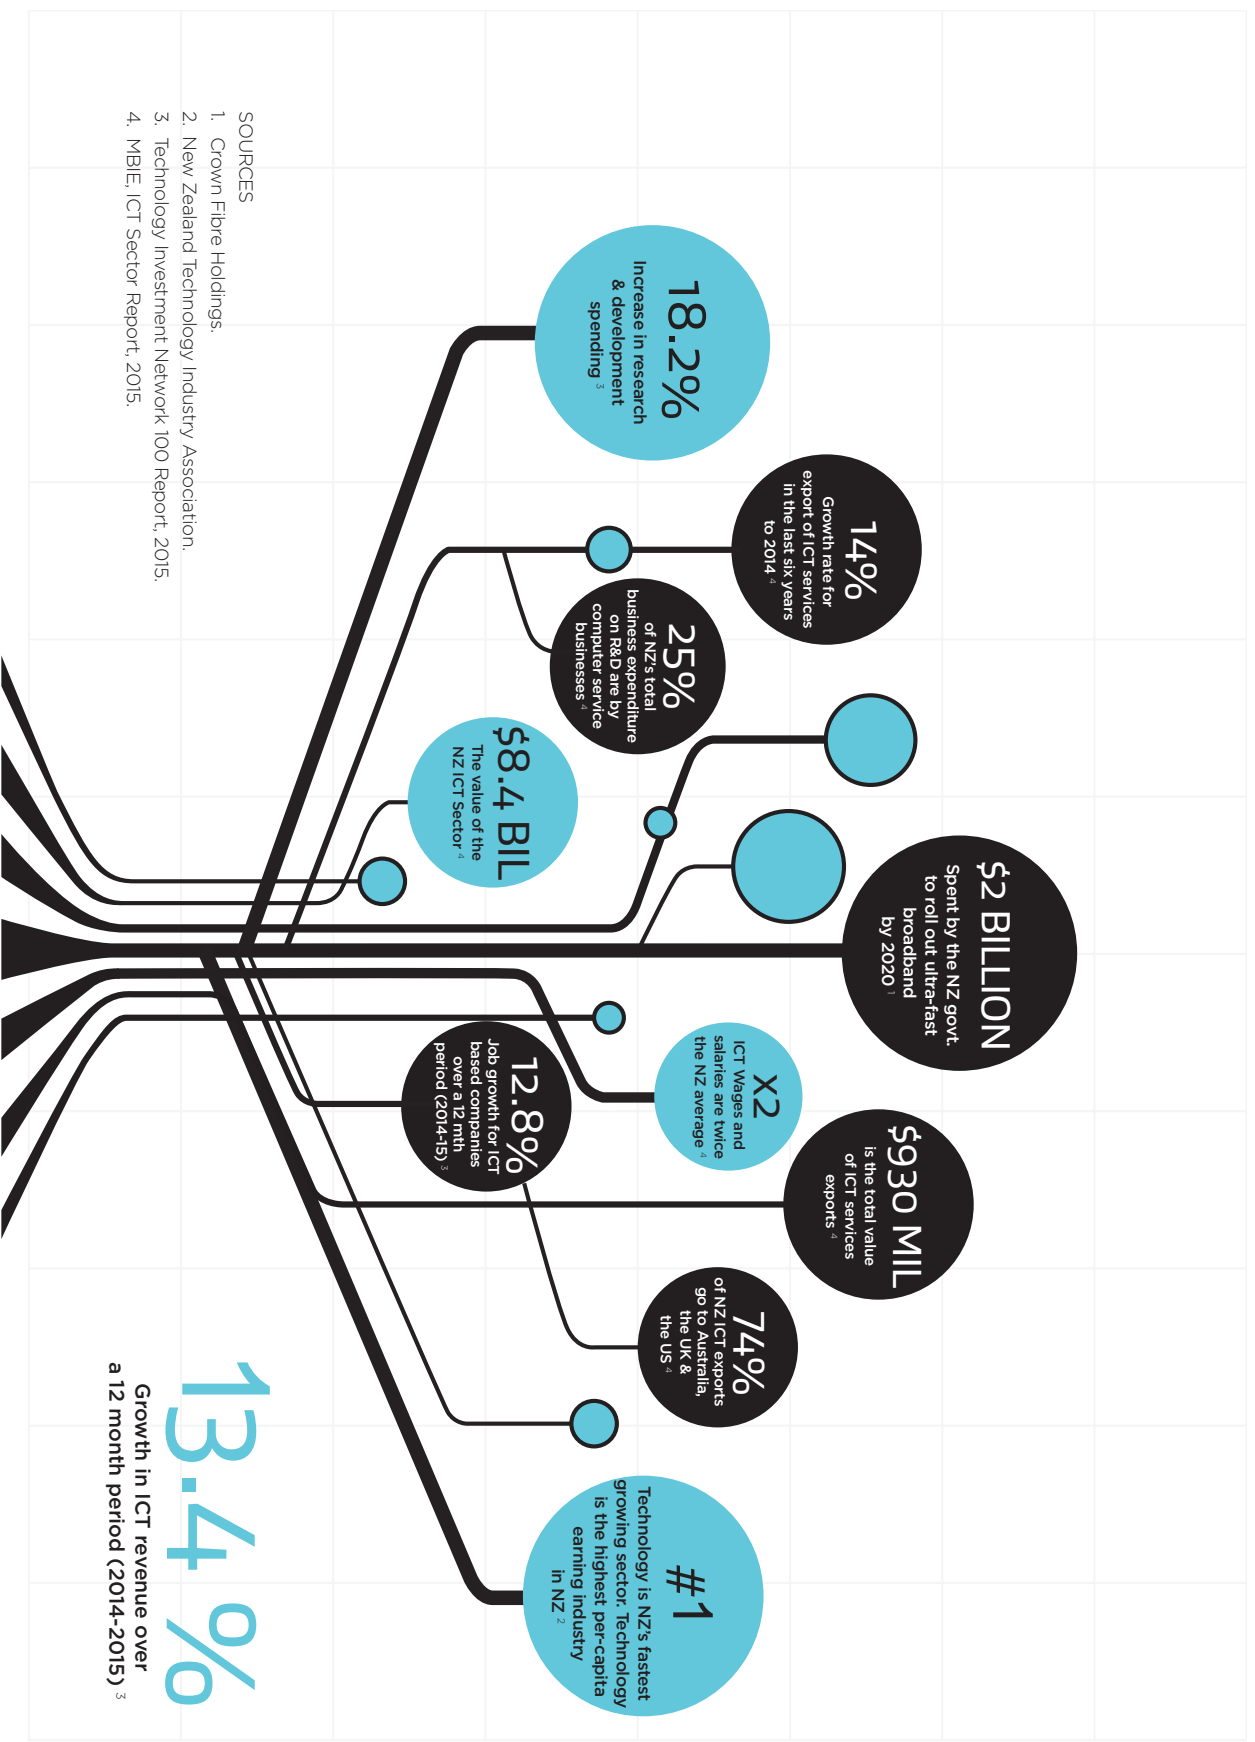 $2 BILLION
Spent by the NZ govt.
to roll out ultra-fast
broadband
by 2020 1
14%
Growth rate for
export of ICT services
in the last six years
to 2014 4
$930 MIL
is the total value
of ICT services
exports 4
18.2%
Increase in research
& development
spending 3
25%
of NZ's total
business expenditure
on R&D are by
computer service
businesses 4
X2
ICT Wages and
salaries are twice
the NZ average 4
74%
of NZ ICT exports
go to Australia,
the UK &
the US 4
#1
Technology is NZ's fastest
growing sector. Technology
is the highest per-capita
earning industry
in NZ 2
$8.4 BIL
The value of the
NZ ICT Sector 4
12.8%
Job growth for ICT
based companies
over a 12 mth
period (2014-15) 3
SOURCES
1. Crown Fibre Holdings.
2. New Zealand Technology Industry Association.
3. Technology Investment Network 100 Report, 2015.
4. MBIE, ICT Sector Report, 2015.
13.4%
Growth in ICT revenue over
a 12 month period (2014-2015) 3